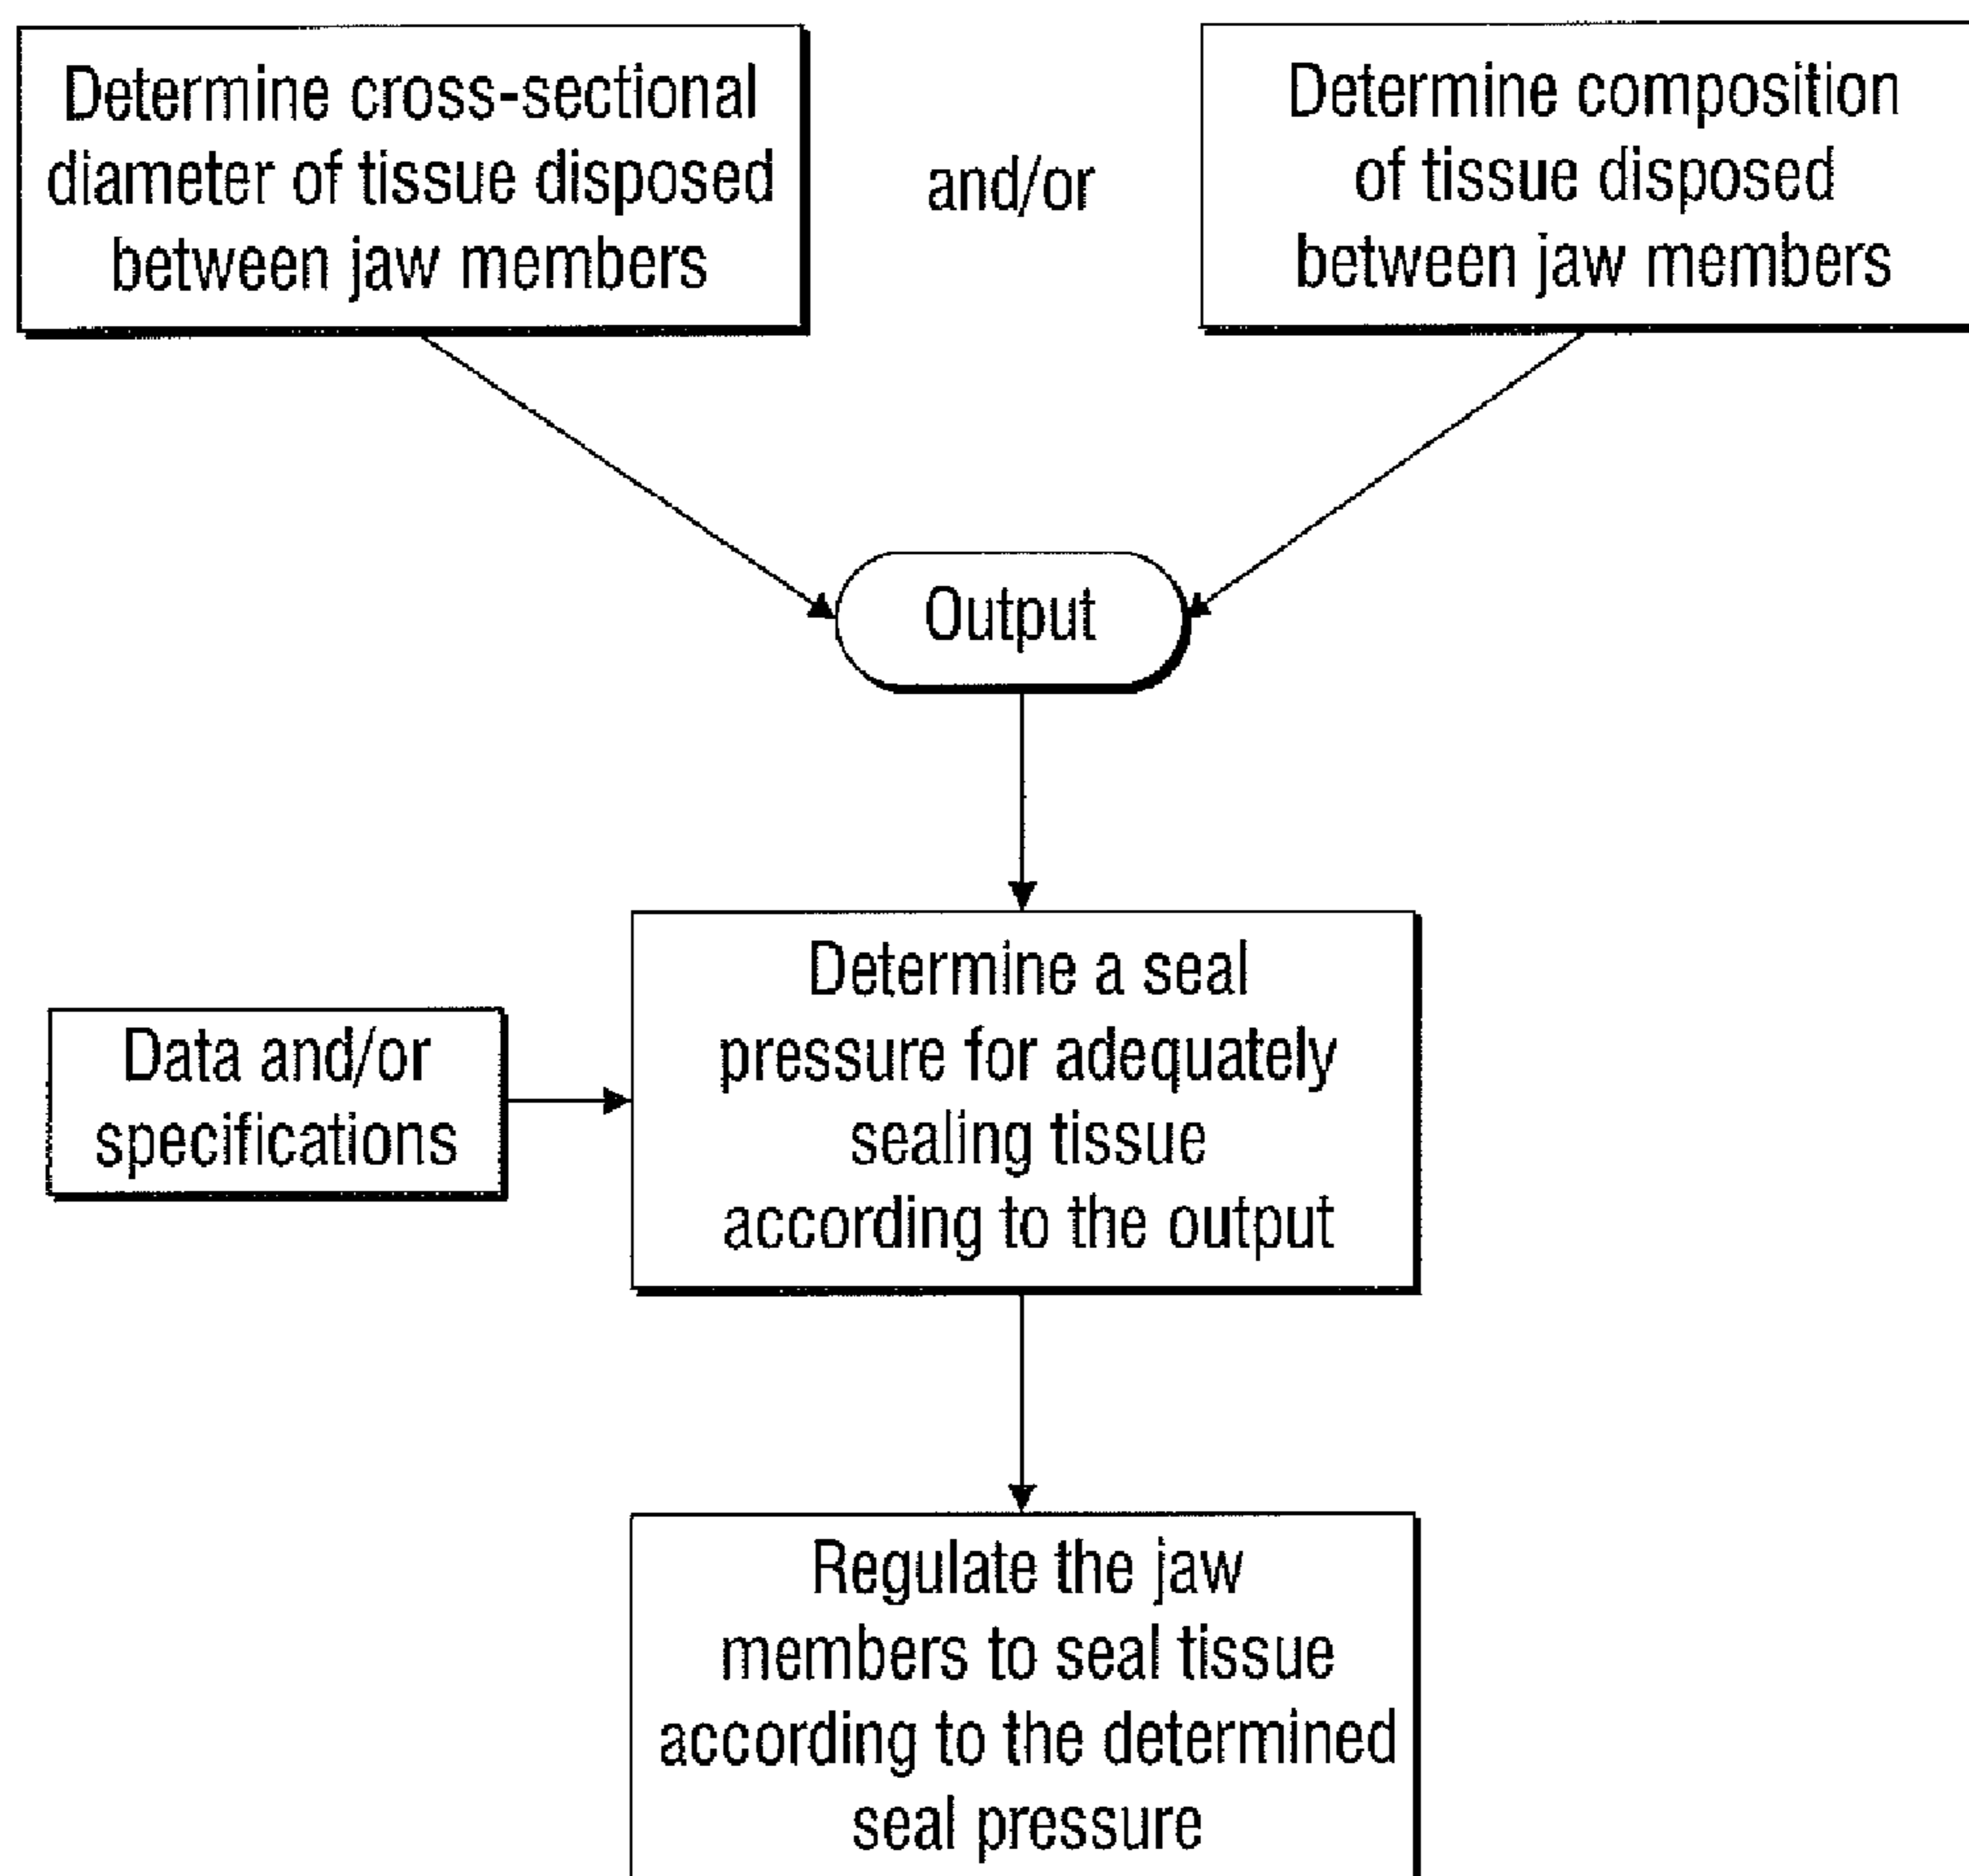 Determine cross-sectional
diameter of tissue disposed
between jaw members
and/or
Determine composition
of tissue disposed
between jaw members
Output
Data and/or
specifications
Determine a seal
pressure for adequately
sealing tissue
according to the output
Regulate the jaw
members to seal tissue
according to the determined
seal pressure